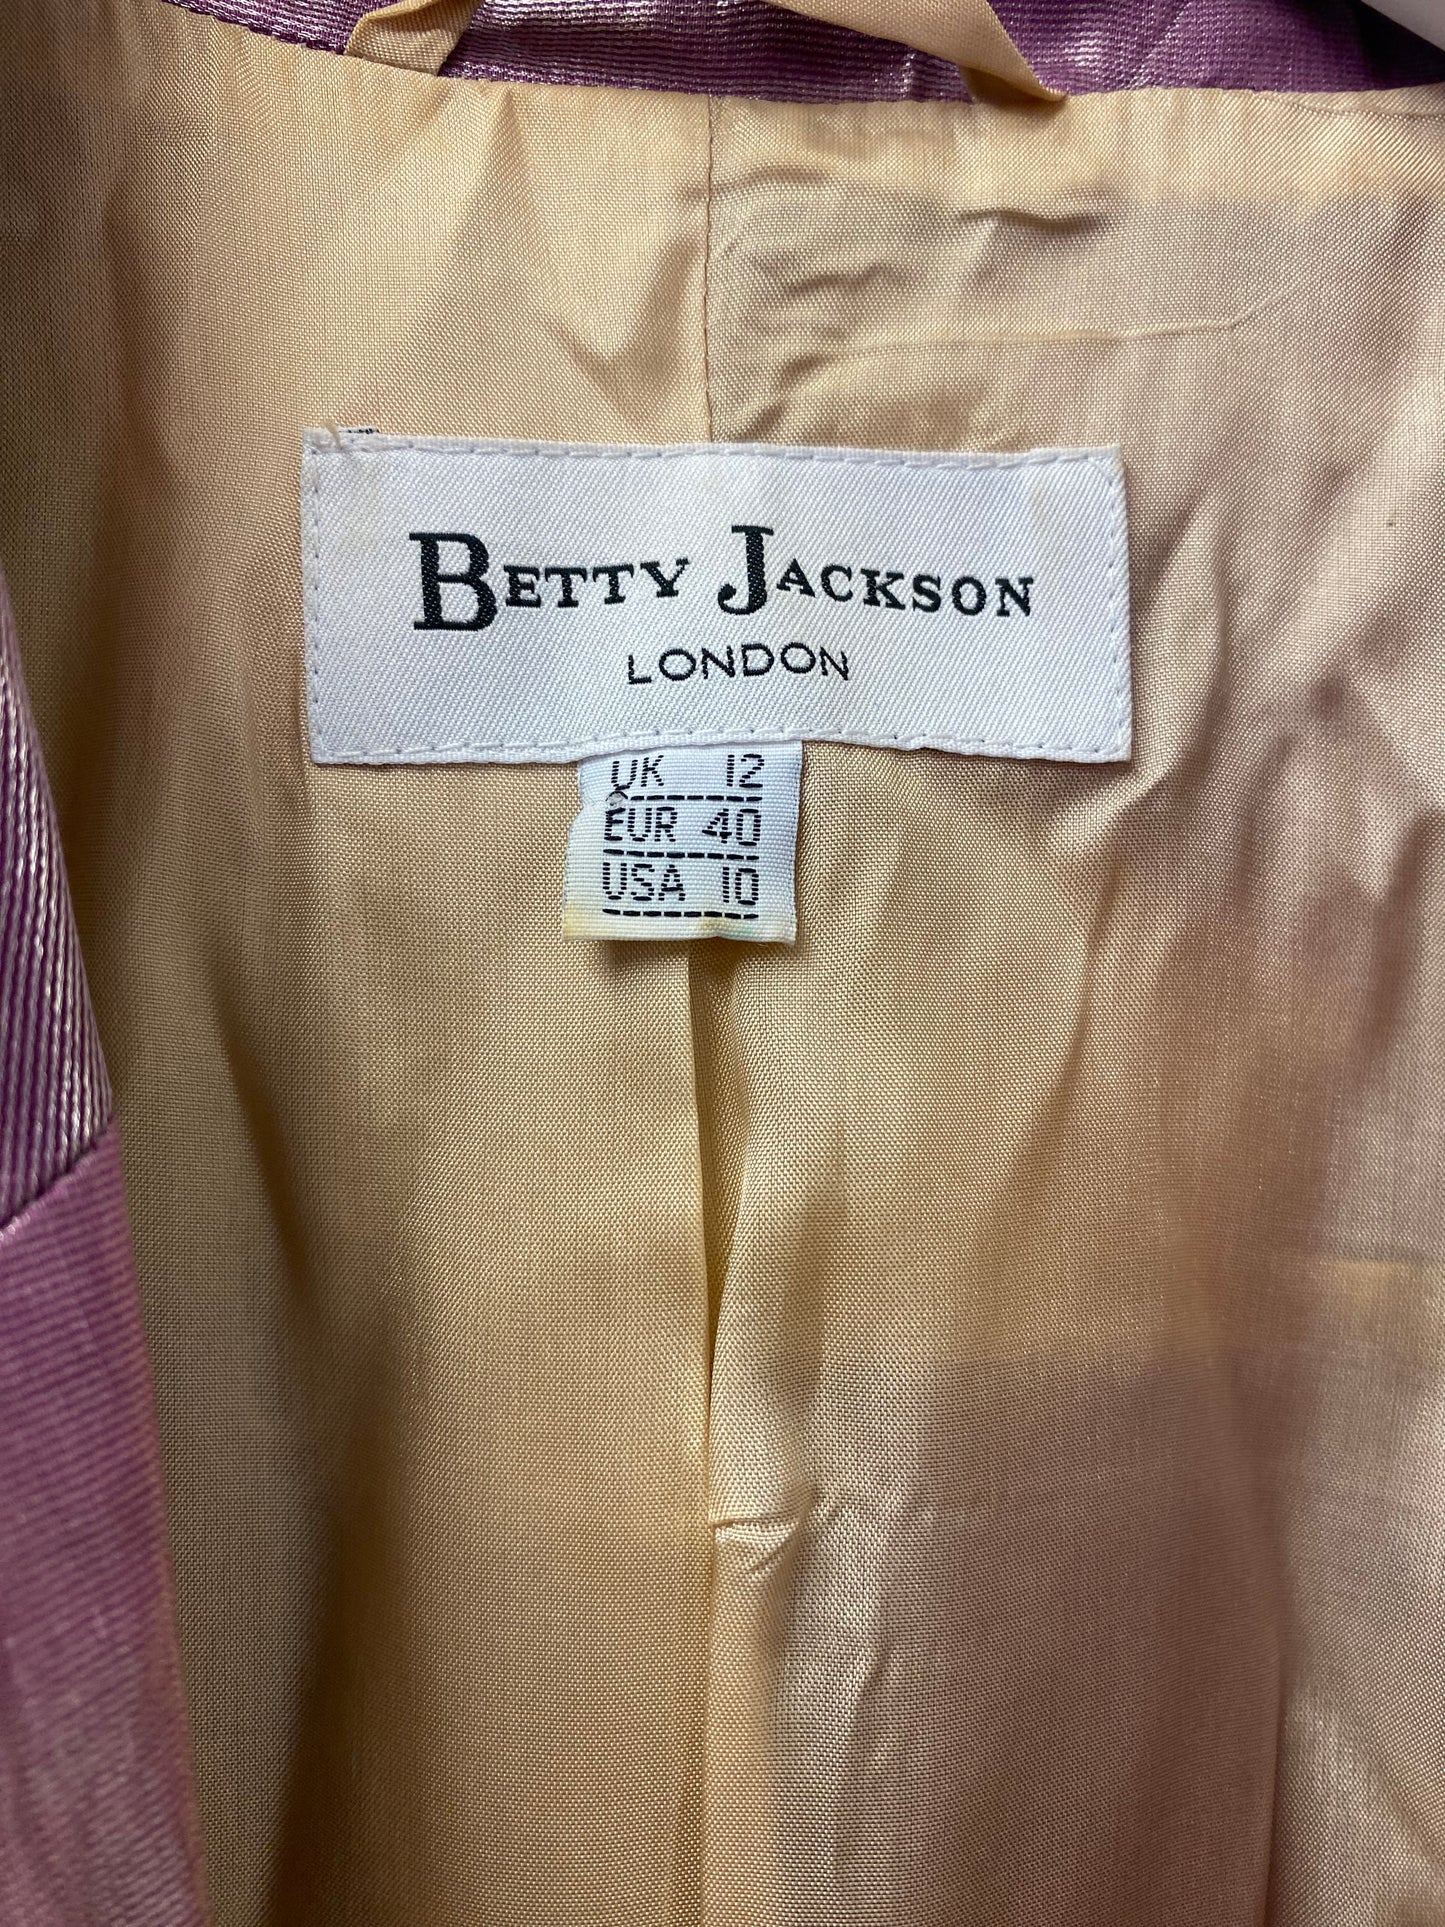 BETTY JACKSON
LONDON
UK 12
EUR 40
USA 10